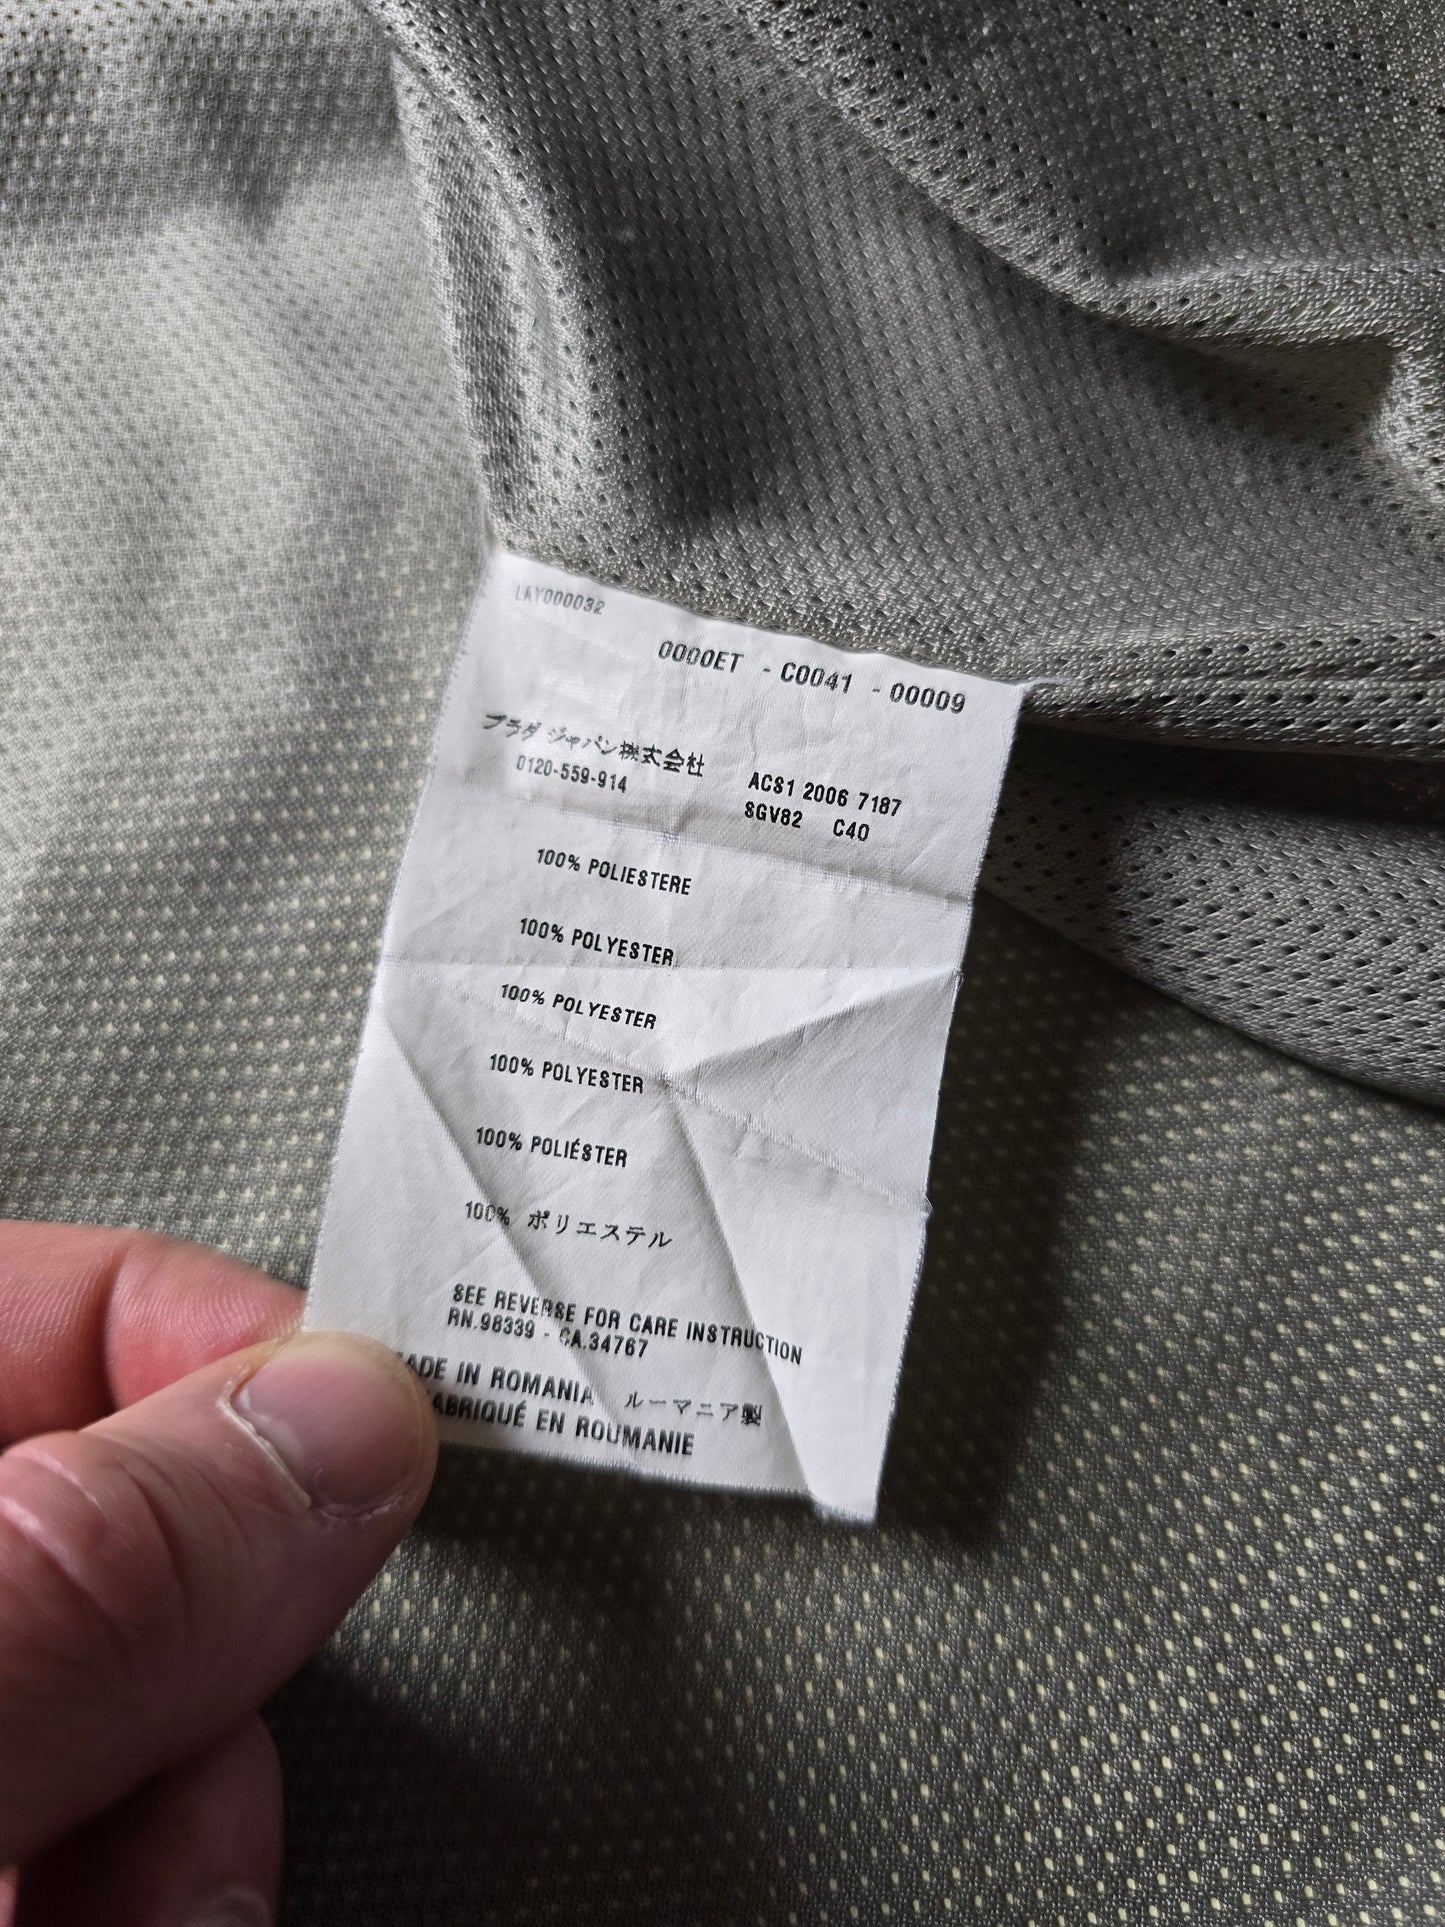 LAY000032
0000ET - C0041 - 00009
プラダ ジャパン株式会社
0120-559-914
ACS1 2006 7187
SGV82 C40
100% POLIESTERE
100% POLYESTER
100% POLYESTER
100% POLYESTER
100% POLIÉSTER
100% ポリエステル
SEE REVERSE FOR CARE INSTRUCTION
RN.98339 - CA.34767
ADE IN ROMANIA ルーマニア製
ABRIQUÉ EN ROUMANIE